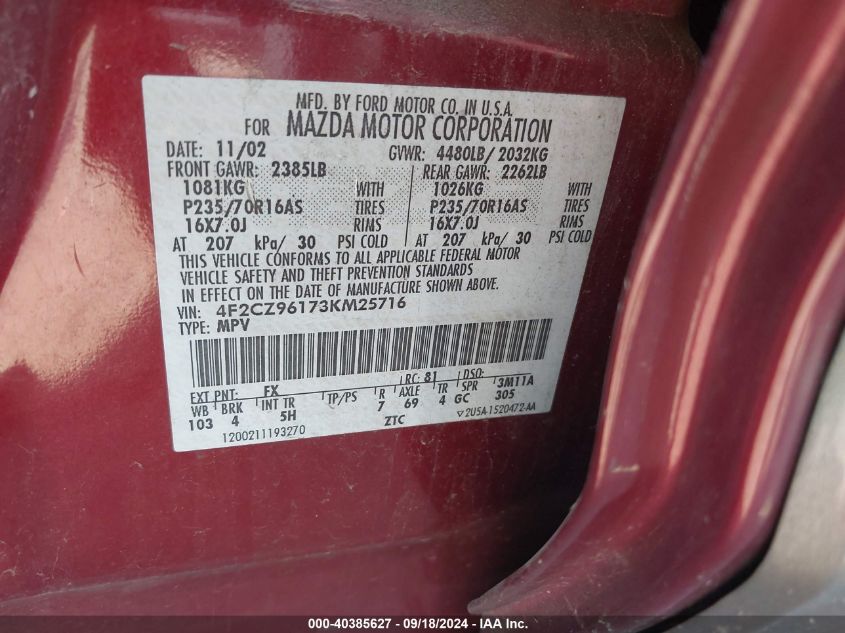 MFD. BY FORD MOTOR CO. IN U.S.A.
FOR MAZDA MOTOR CORPORATION
DATE: 11/02 GVWR: 4480LB/ 2032KG
FRONT GAWR: 2385LB REAR GAWR: 2262LB
1081KG WITH 1026KG WITH
P235/70R16AS TIRES P235/70R16AS TIRES
16X7.0J RIMS 16X7.0J RIMS
AT 207 kPa/ 30 PSI COLD AT 207 kPa/ 30 PSI COLD
THIS VEHICLE CONFORMS TO ALL APPLICABLE FEDERAL MOTOR
VEHICLE SAFETY AND THEFT PREVENTION STANDARDS
IN EFFECT ON THE DATE OF MANUFACTURE SHOWN ABOVE.
VIN: 4F2CZ96173KM25716
TYPE: MPV
EXT PNT: FX RC: 81 DSO:
WB BRK INT TR TP/PS R AXLE TR SPR 3M11A
103 4 5H 7 69 4 GC 305
1200211193270 ZTC ▽2U5A-1520472-AA
000-40385627 - 09/18/2024 - IAA Inc.